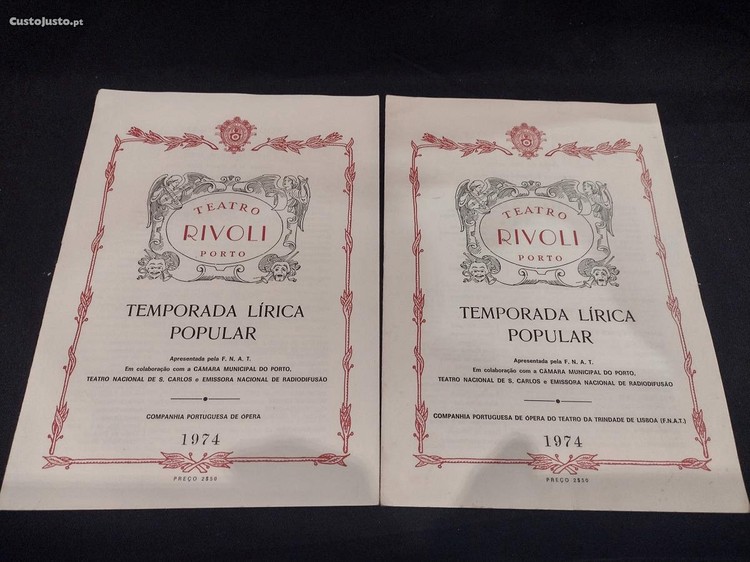 CustoJusto.pt
TEATRO
RIVOLI
PORTO
TEMPORADA LÍRICA
POPULAR
Apresentada pela F. N. A. T.
Em colaboração com a CÂMARA MUNICIPAL DO PORTO,
TEATRO NACIONAL DE S. CARLOS e EMISSORA NACIONAL DE RADIODIFUSÃO
COMPANHIA PORTUGUESA DE OPERA
1974
PREÇO 2$50
TEATRO
RIVOLI
PORTO
TEMPORADA LÍRICA
POPULAR
Apresentada pela F. N. A. T.
Em colaboração com a CÂMARA MUNICIPAL DO PORTO,
TEATRO NACIONAL DE S. CARLOS e EMISSORA NACIONAL DE RADIODIFUSÃO
COMPANHIA PORTUGUESA DE OPERA DO TEATRO DA TRINDADE DE LISBOA (F.N.A.T.)
1974
PREÇO 2$50